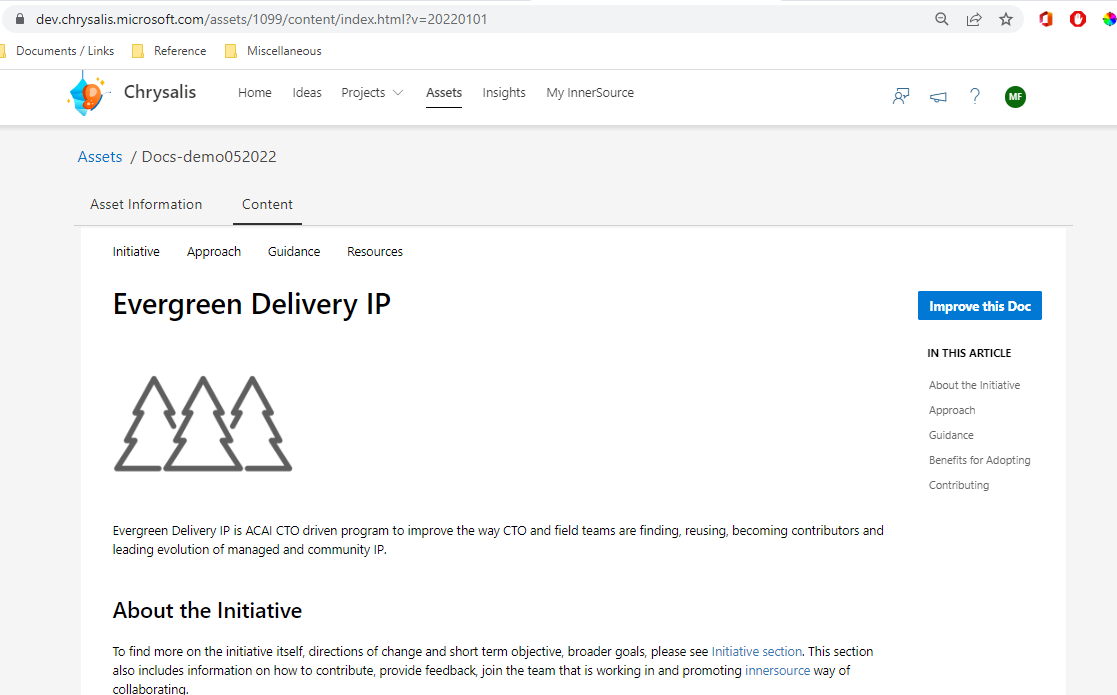 dev.chrysalis.microsoft.com/assets/1099/content/index.html?v=20220101
Documents / Links Reference Miscellaneous
Chrysalis Home Ideas Projects Assets Insights My InnerSource MF
Assets / Docs-demo052022
Asset Information Content
Initiative Approach Guidance Resources
Evergreen Delivery IP
Improve this Doc
IN THIS ARTICLE
About the Initiative
Approach
Guidance
Benefits for Adopting
Contributing
Evergreen Delivery IP is ACAI CTO driven program to improve the way CTO and field teams are finding, reusing, becoming contributors and
leading evolution of managed and community IP.
About the Initiative
To find more on the initiative itself, directions of change and short term objective, broader goals, please see Initiative section. This section
also includes information on how to contribute, provide feedback, join the team that is working in and promoting innersource way of
collaborating.